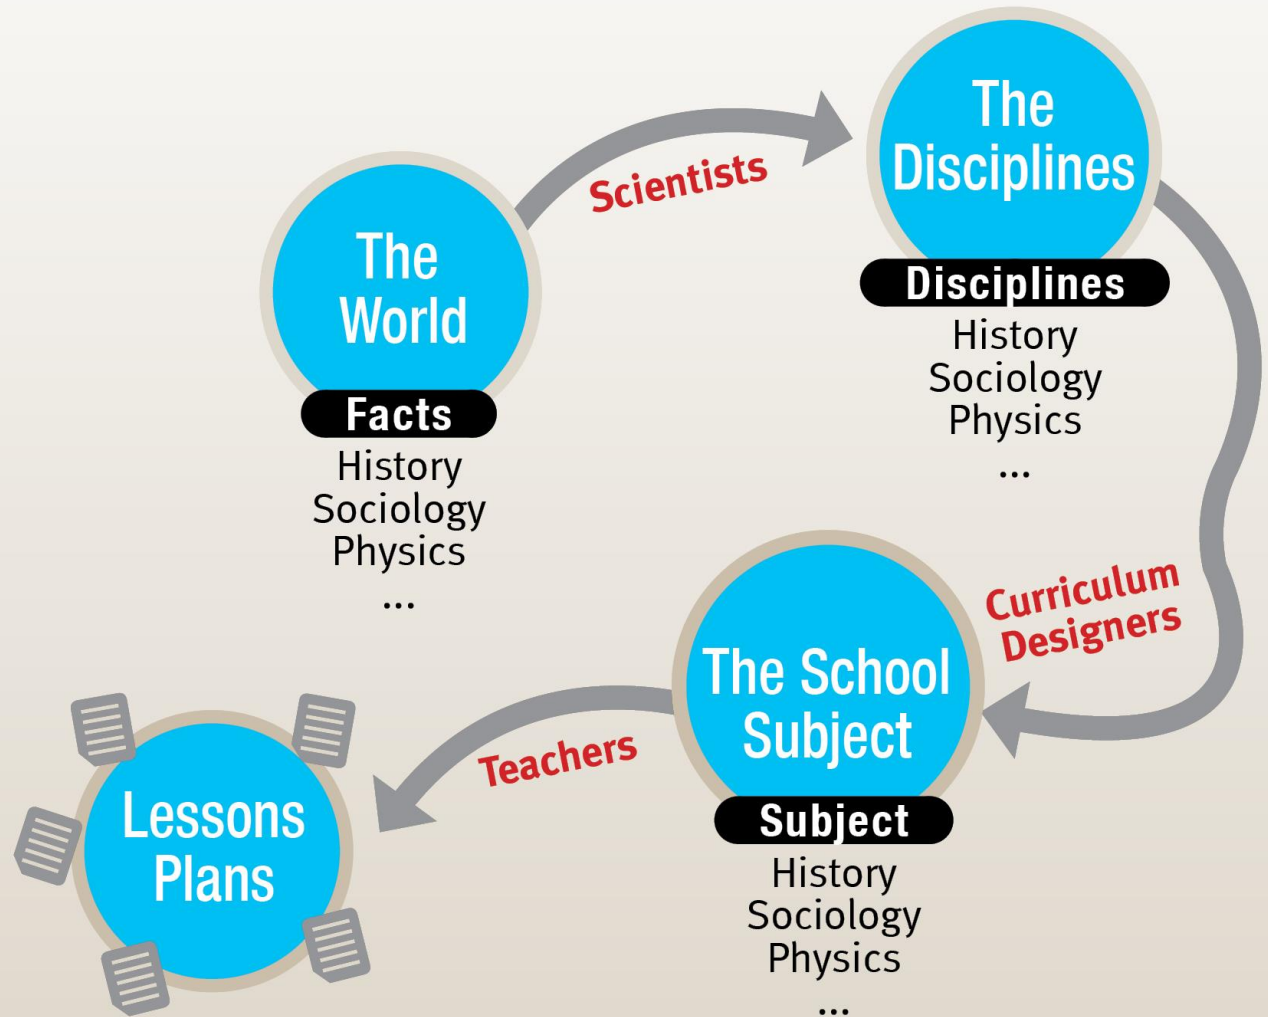 The
World
Facts
History
Sociology
Physics
...
Scientists
The
Disciplines
Disciplines
History
Sociology
Physics
...
Curriculum
Designers
The School
Subject
Subject
History
Sociology
Physics
...
Teachers
Lessons
Plans